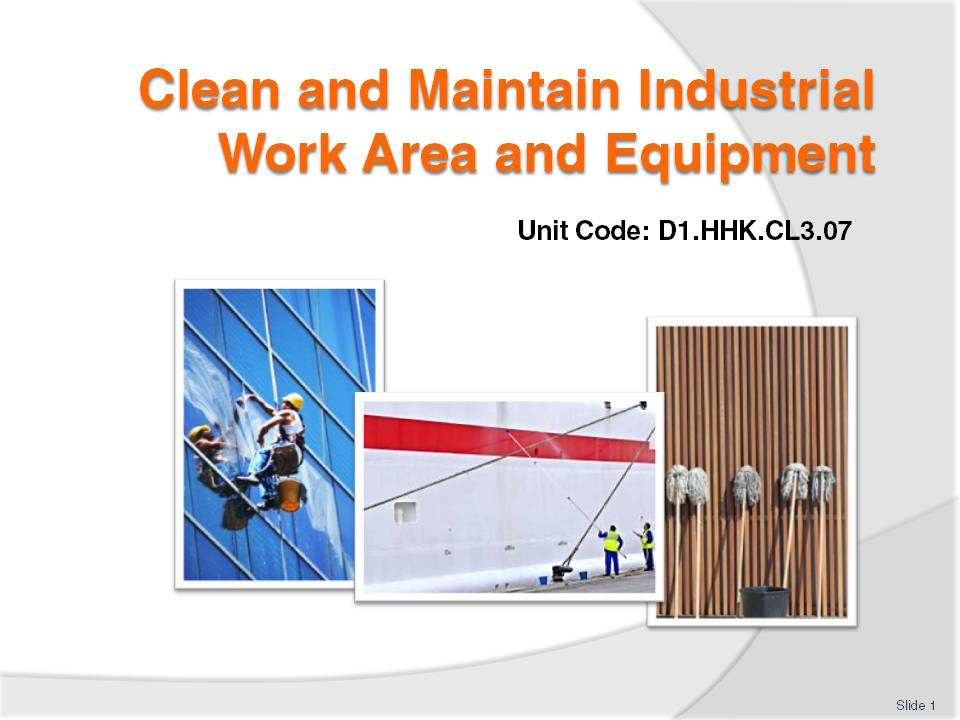 Clean and Maintain Industrial
Work Area and Equipment
Unit Code: D1.HHK.CL3.07
Slide 1